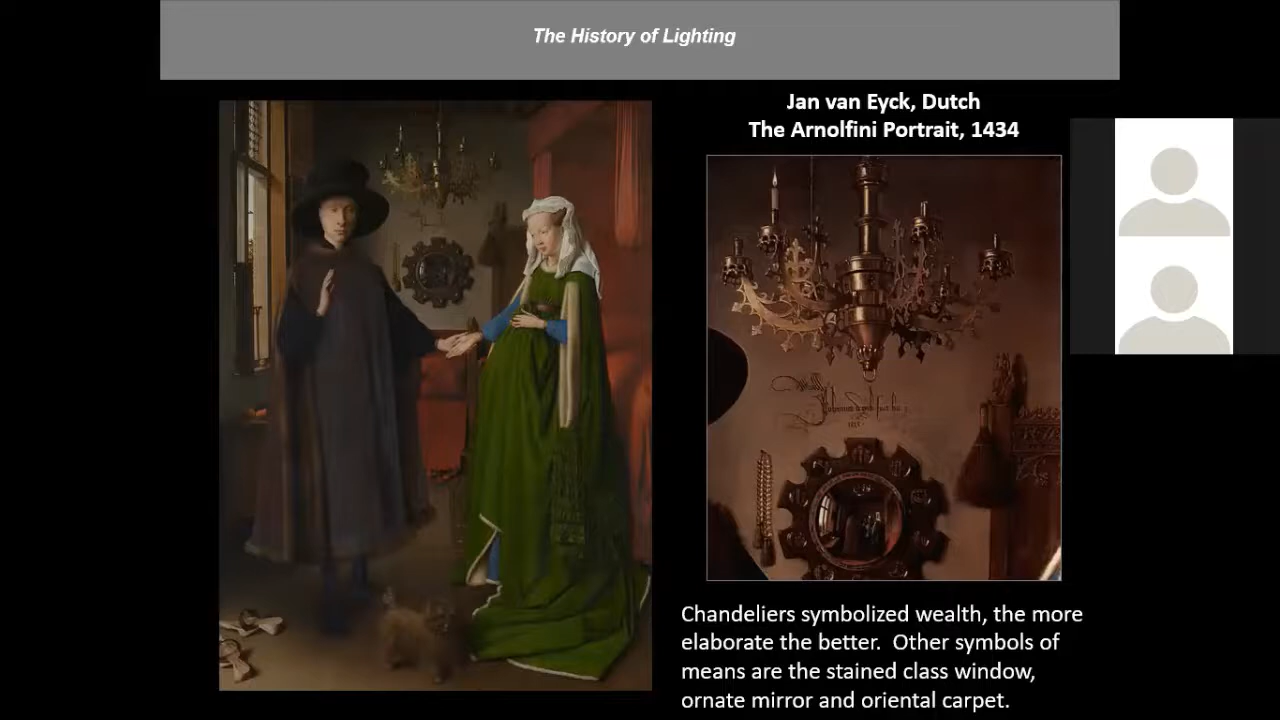 The History of Lighting
Jan van Eyck, Dutch
The Arnolfini Portrait, 1434
Chandeliers symbolized wealth, the more
elaborate the better. Other symbols of
means are the stained class window,
ornate mirror and oriental carpet.